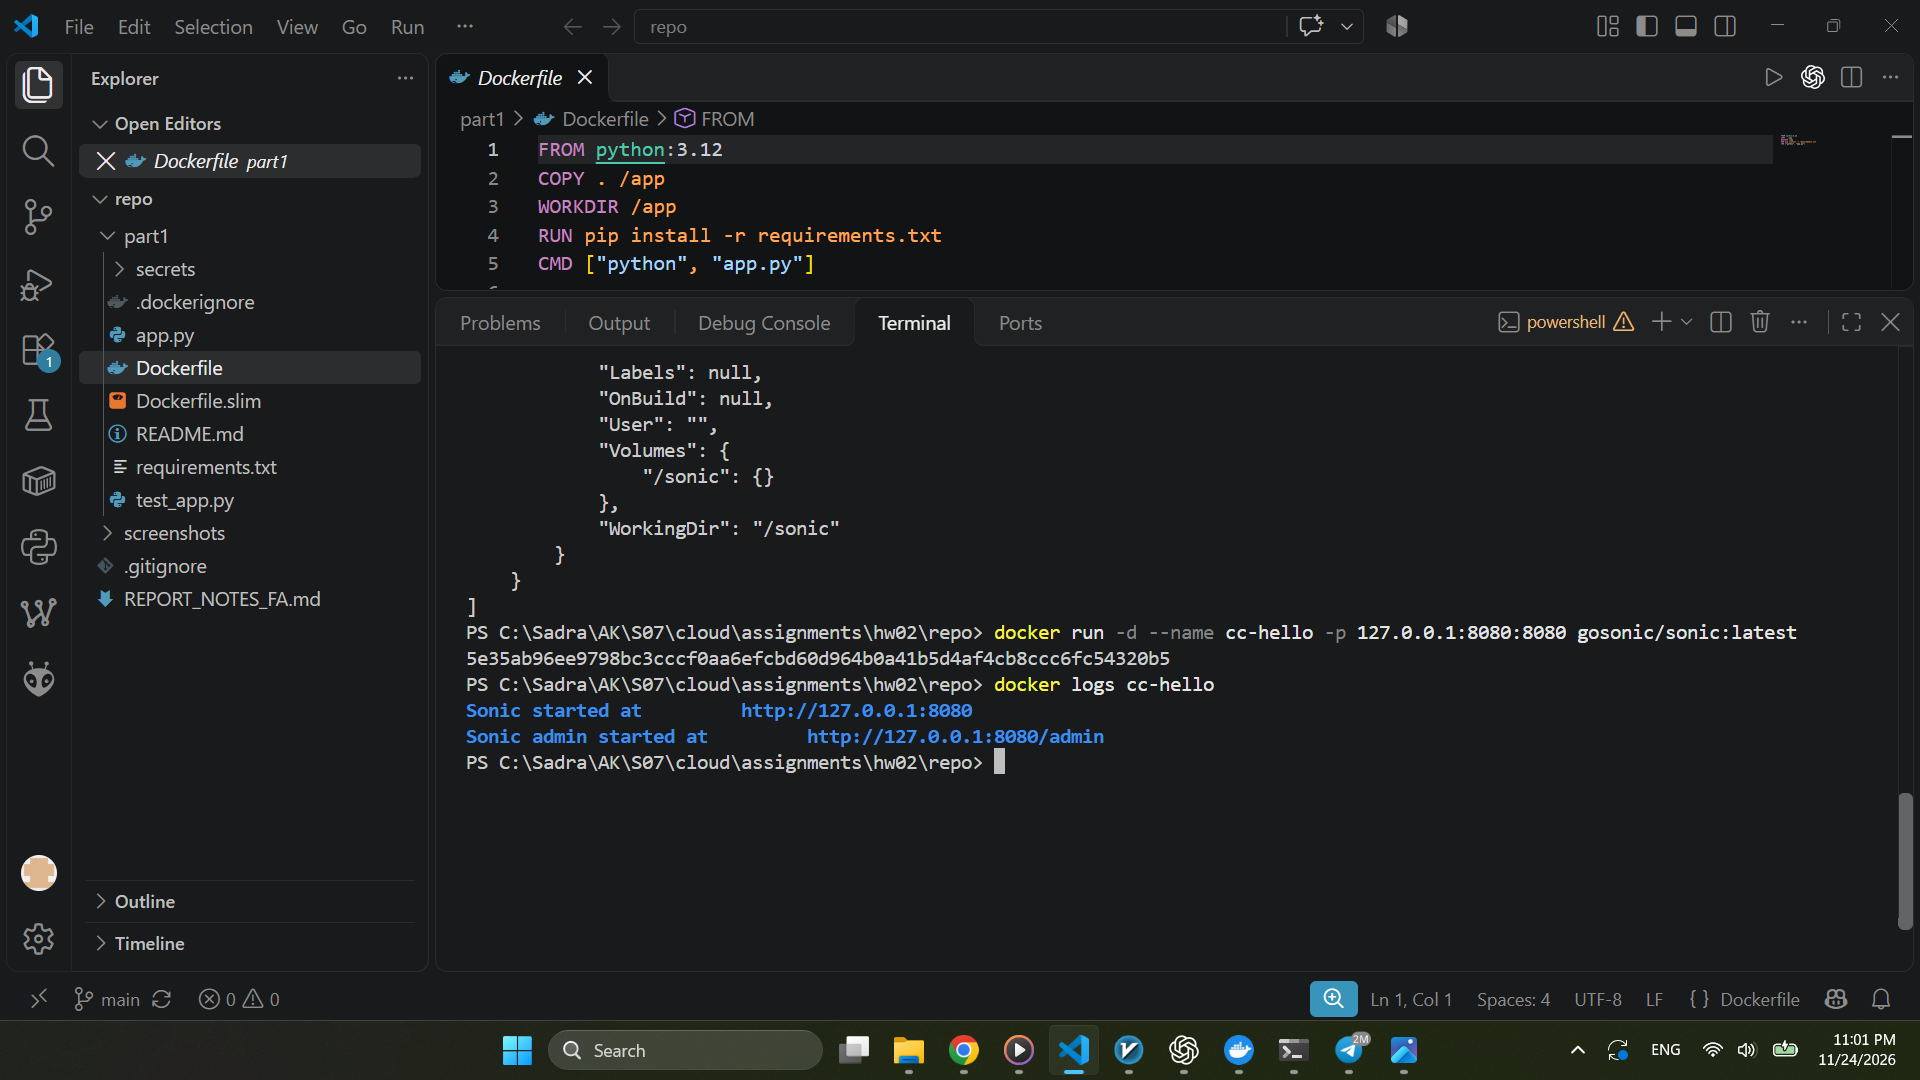 File Edit Selection View Go Run ···
repo
Explorer
Open Editors
Dockerfile part1
repo
part1
secrets
.dockerignore
app.py
Dockerfile
Dockerfile.slim
README.md
requirements.txt
test_app.py
screenshots
.gitignore
REPORT_NOTES_FA.md
Outline
Timeline
1
Dockerfile
part1 > Dockerfile > FROM
1 FROM python:3.12
2 COPY . /app
3 WORKDIR /app
4 RUN pip install -r requirements.txt
5 CMD ["python", "app.py"]
Problems Output Debug Console Terminal Ports
powershell
"Labels": null,
"OnBuild": null,
"User": "",
"Volumes": {
"/sonic": {}
},
"WorkingDir": "/sonic"
}
}
]
PS C:\Sadra\AK\S07\cloud\assignments\hw02\repo> docker run -d --name cc-hello -p 127.0.0.1:8080:8080 gosonic/sonic:latest
5e35ab96ee9798bc3cccf0aa6efcbd60d964b0a41b5d4af4cb8ccc6fc54320b5
PS C:\Sadra\AK\S07\cloud\assignments\hw02\repo> docker logs cc-hello
Sonic started at http://127.0.0.1:8080
Sonic admin started at http://127.0.0.1:8080/admin
PS C:\Sadra\AK\S07\cloud\assignments\hw02\repo>
main 0 0
Ln 1, Col 1 Spaces: 4 UTF-8 LF { } Dockerfile
Search
2M
ENG
11:01 PM
11/24/2026